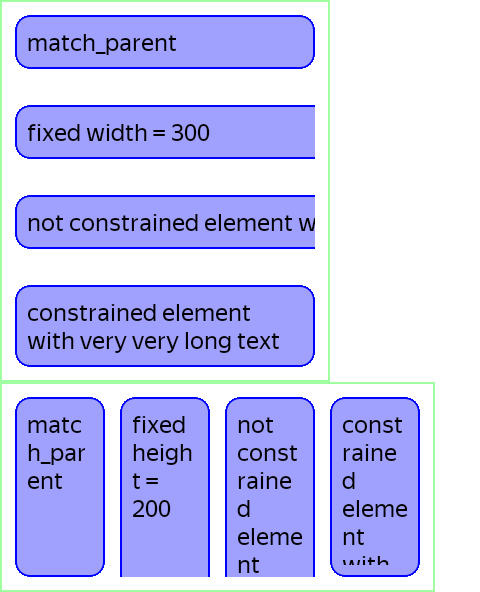 match_parent
fixed width = 300
not constrained element w
constrained element
with very very long text
matc
h_par
ent
fixed
heigh
t =
200
not
const
raine
d
eleme
nt
const
raine
d
eleme
nt
with